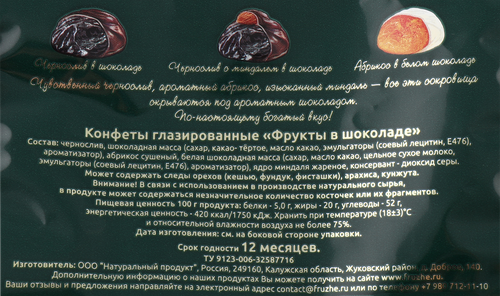 Чернослив в шоколаде
Чернослив с миндалем в шоколаде
Абрикос в белом шоколаде
Чувственный чернослив, ароматный абрикос, изысканный миндаль — все эти сокровища
скрываются под ароматным шоколадом.
По-настоящему богатый вкус!
Конфеты глазированные «Фрукты в шоколаде»
Состав: чернослив, шоколадная масса (сахар, какао- тёртое, масло какао, эмульгаторы (соевый лецитин, E476),
ароматизатор), абрикос сушеный, белая шоколадная масса (сахар, масло какао, цельное сухое молоко,
эмульгаторы (соевый лецитин, E476), ароматизатор), ядро миндаля жареное, консервант - диоксид серы.
Может содержать следы орехов (кешью, фундук, фисташки), арахиса, кунжута.
Внимание! В связи с использованием в производстве натурального сырья,
в продукте может содержаться незначительное количество косточек или их фрагментов.
Пищевая ценность 100 г продукта: белки - 5,0 г, жиры - 20 г, углеводы - 52 г,
энергетическая ценность - 420 ккал/1750 кДж. Хранить при температуре (18±3)°C
и относительной влажности воздуха не более 75%.
Дата изготовления: см. на боковой стороне упаковки.
Срок годности 12 месяцев.
ТУ 9123-006-32587716
Изготовитель: ООО "Натуральный продукт", Россия, 249160, Калужская область, Жуковский район, д. Доброе, 140.
Дополнительную информацию о наших продуктах Вы можете получить на сайте www.fruzhe.ru.
Ваши отзывы и предложения направляйте на электронный адрес contact@fruzhe.ru или по телефону +7 980 712-11-10